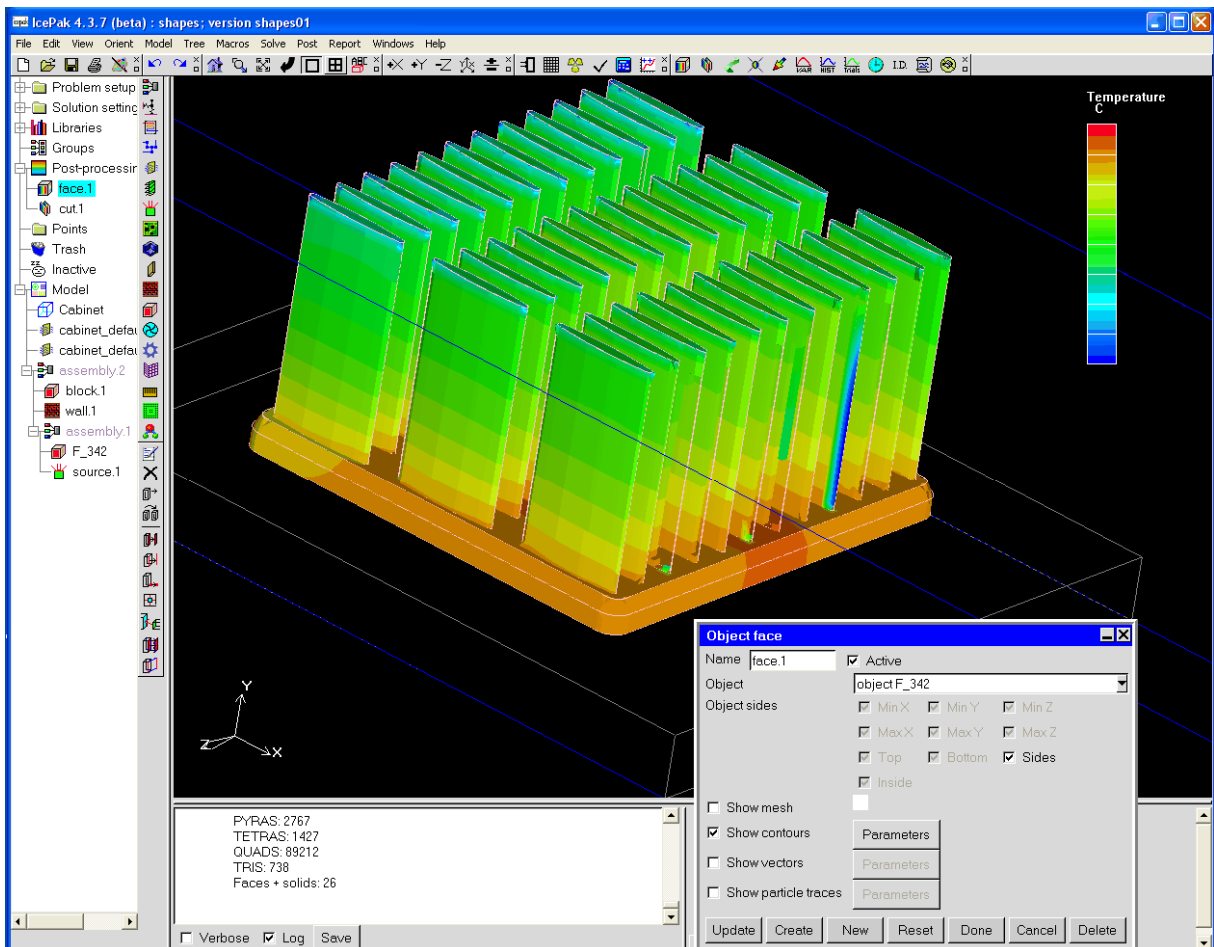 IcePak 4.3.7 (beta) : shapes; version shapes01
File Edit View Orient Model Tree Macros Solve Post Report Windows Help
I.D.
Problem setup
Solution setting
Libraries
Groups
Post-processin
face.1
cut.1
Points
Trash
Inactive
Model
Cabinet
cabinet_defau
cabinet_defau
assembly.2
block.1
wall.1
assembly.1
F_342
source.1
Temperature
C
Y
Z
X
PYRAS: 2767
TETRAS: 1427
QUADS: 89212
TRIS: 738
Faces + solids: 26
Verbose Log Save
Object face
Name face.1 Active
Object object F_342
Object sides Min X Min Y Min Z
Max X Max Y Max Z
Top Bottom Sides
Inside
Show mesh
Show contours Parameters
Show vectors Parameters
Show particle traces Parameters
Update Create New Reset Done Cancel Delete